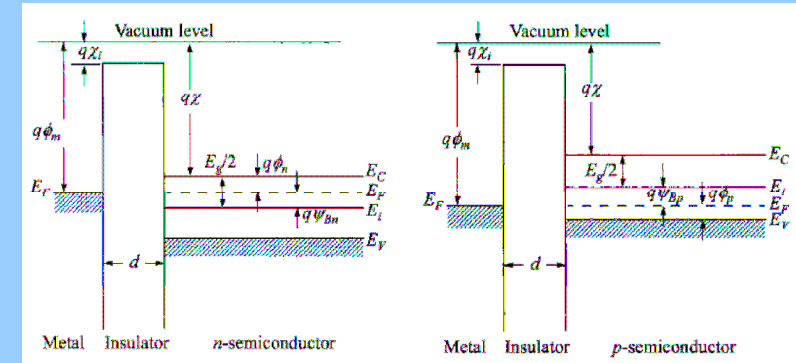 Vacuum level
qχi
qχ
qϕm
Eg/2
qϕn
EC
EF
EF
Ei
qψBn
EV
d
Metal Insulator n-semiconductor
Vacuum level
qχi
qχ
qϕm
Eg/2
EC
Ei
EF
qψBp
qϕp
EF
EV
d
Metal Insulator p-semiconductor